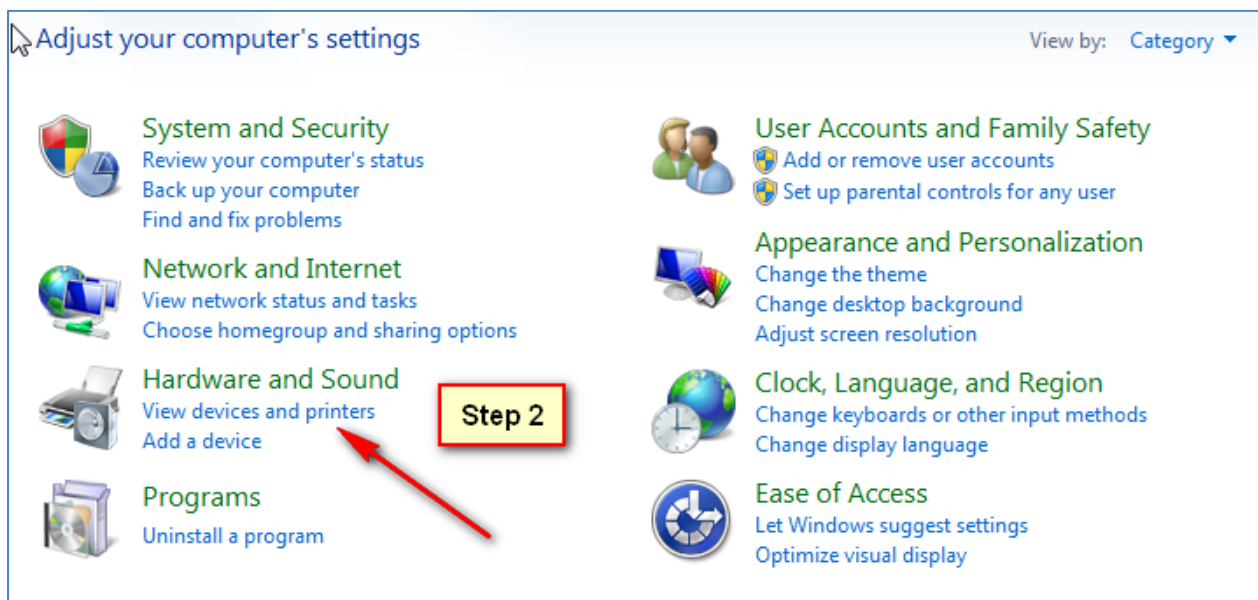 Adjust your computer's settings
View by: Category
System and Security
Review your computer's status
Back up your computer
Find and fix problems
Network and Internet
View network status and tasks
Choose homegroup and sharing options
Hardware and Sound
View devices and printers
Add a device
Step 2
Programs
Uninstall a program
User Accounts and Family Safety
Add or remove user accounts
Set up parental controls for any user
Appearance and Personalization
Change the theme
Change desktop background
Adjust screen resolution
Clock, Language, and Region
Change keyboards or other input methods
Change display language
Ease of Access
Let Windows suggest settings
Optimize visual display